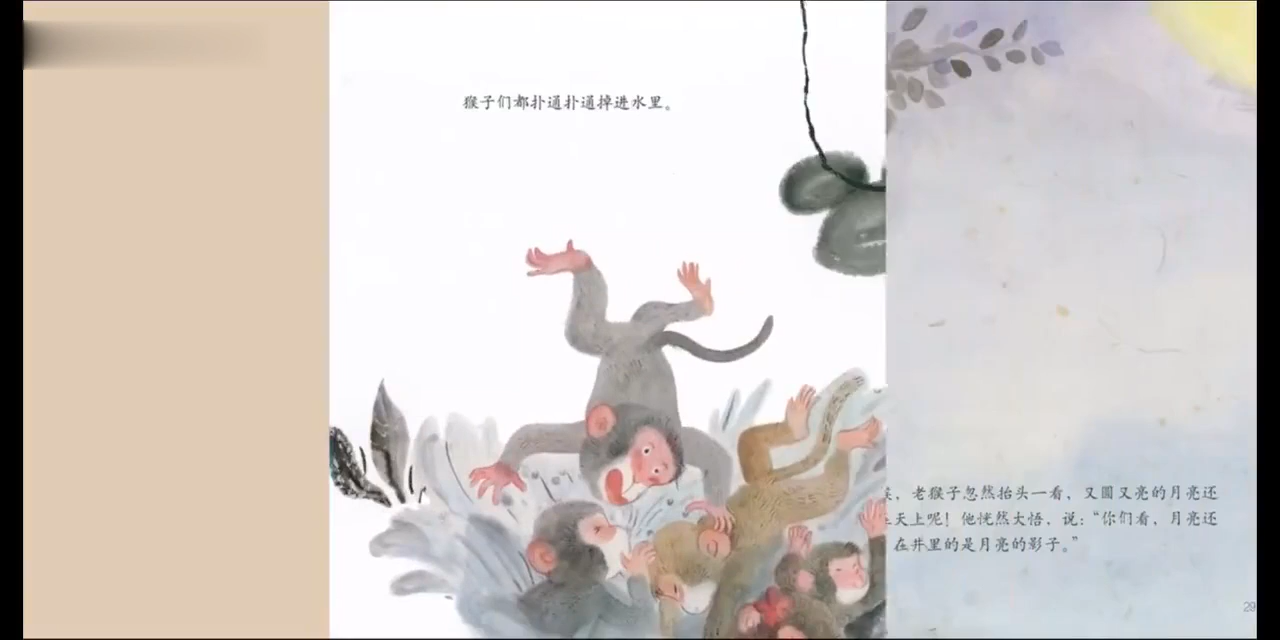 猴子们都扑通扑通掉进水里。
老猴子忽然抬头一看，又圆又亮的月亮还
天上呢！他恍然大悟，说：“你们看，月亮还
在井里的是月亮的影子。”
29